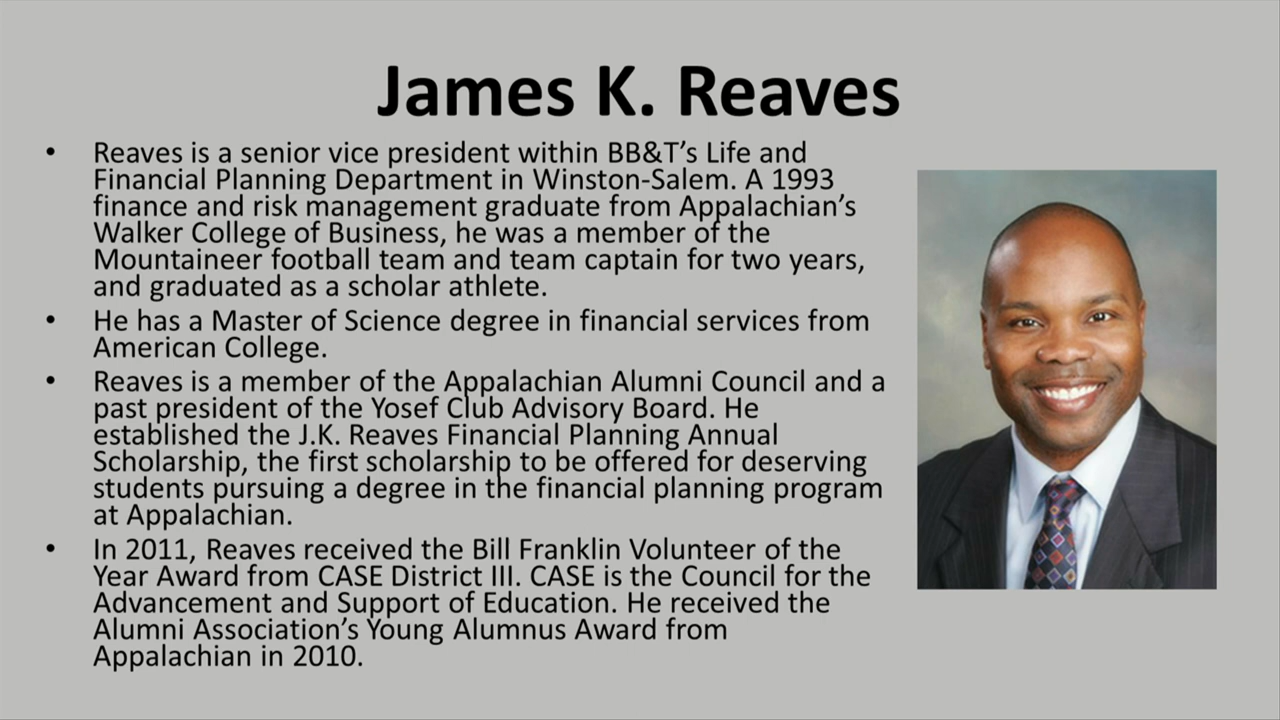 James K. Reaves
• Reaves is a senior vice president within BB&T’s Life and
Financial Planning Department in Winston-Salem. A 1993
finance and risk management graduate from Appalachian’s
Walker College of Business, he was a member of the
Mountaineer football team and team captain for two years,
and graduated as a scholar athlete.
• He has a Master of Science degree in financial services from
American College.
• Reaves is a member of the Appalachian Alumni Council and a
past president of the Yosef Club Advisory Board. He
established the J.K. Reaves Financial Planning Annual
Scholarship, the first scholarship to be offered for deserving
students pursuing a degree in the financial planning program
at Appalachian.
• In 2011, Reaves received the Bill Franklin Volunteer of the
Year Award from CASE District III. CASE is the Council for the
Advancement and Support of Education. He received the
Alumni Association’s Young Alumnus Award from
Appalachian in 2010.